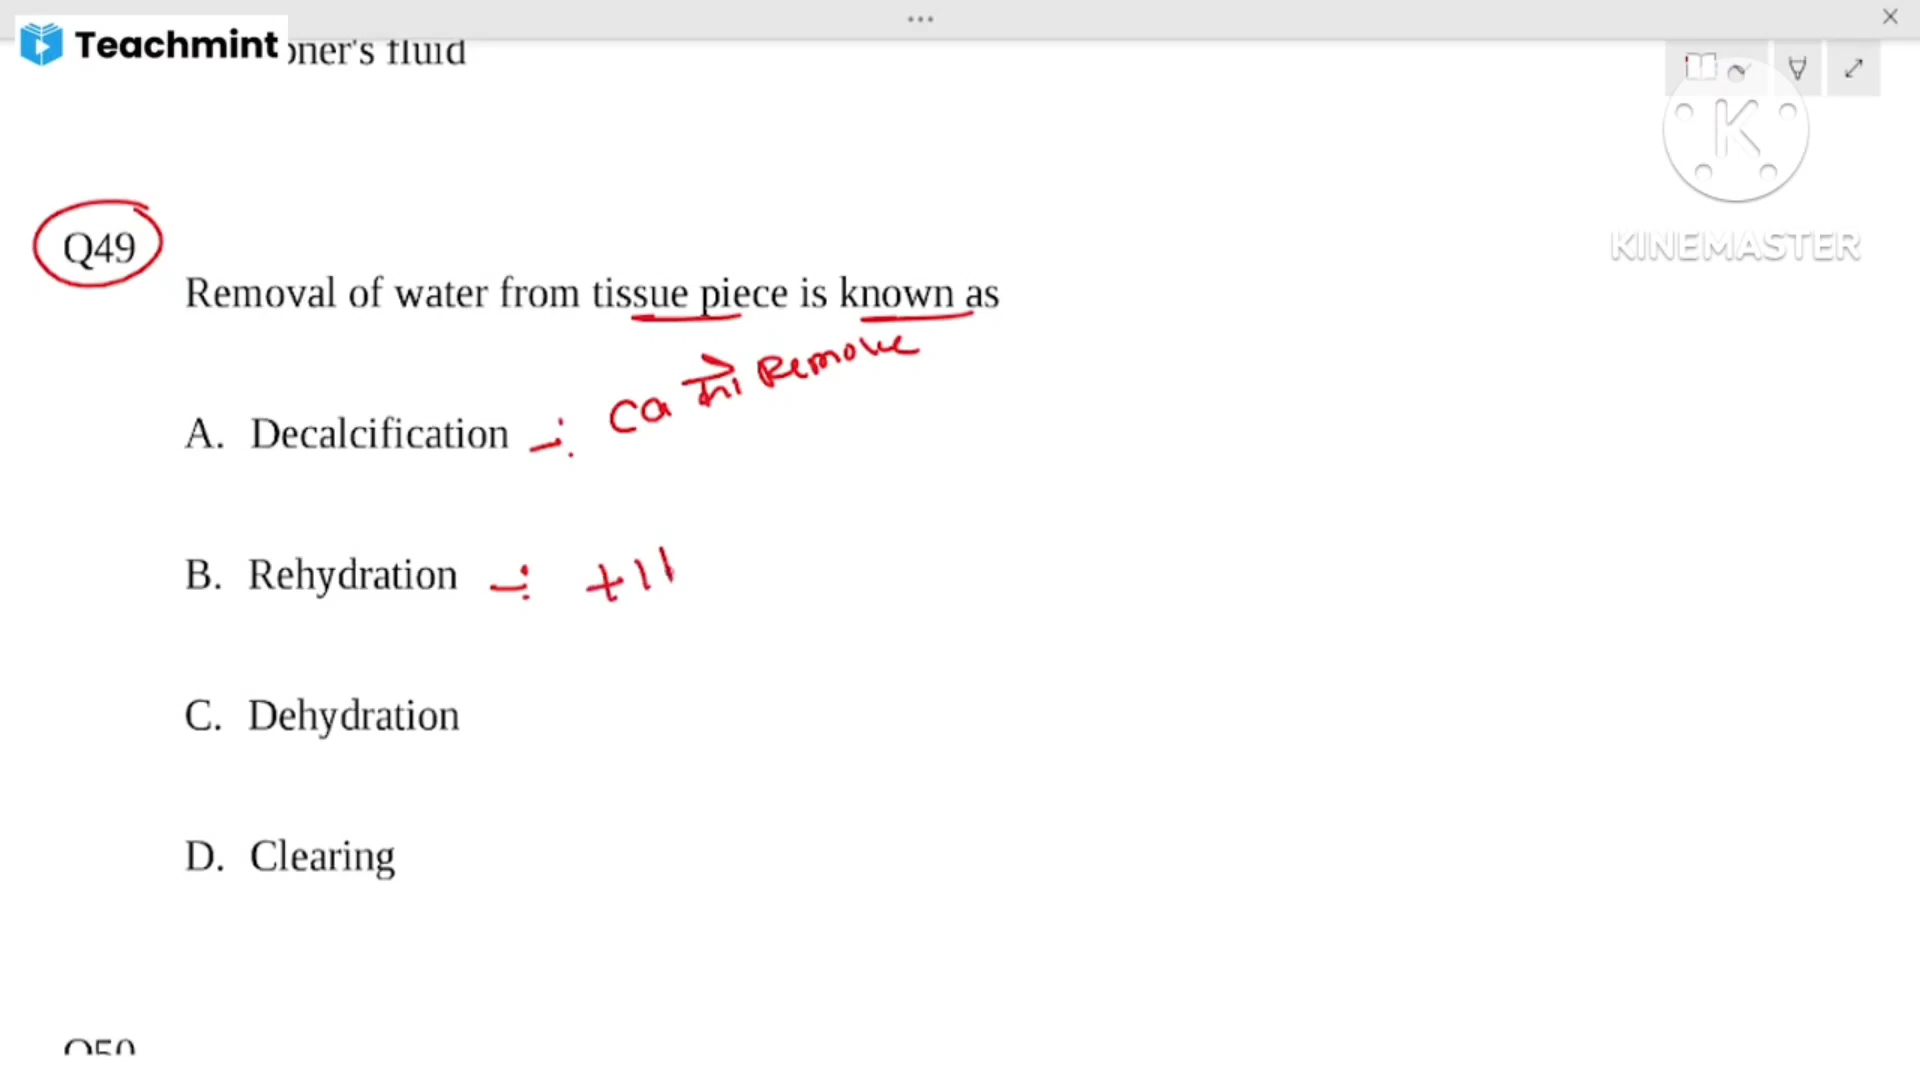 Teachmint
oner's fluid
KINEMASTER
Q49
Removal of water from tissue piece is known as
A. Decalcification -: Ca Remove
B. Rehydration -:
C. Dehydration
D. Clearing
Q50